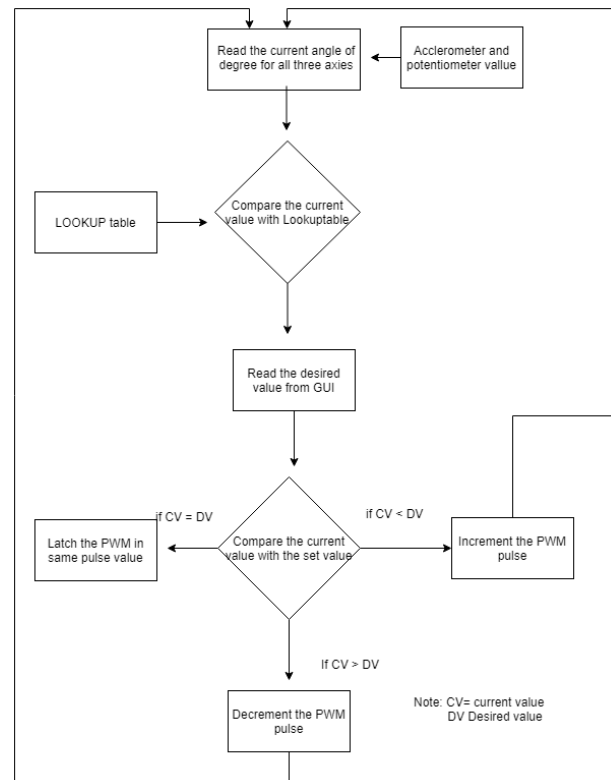 Read the current angle of
degree for all three axies
Acclerometer and
potentiometer vallue
Compare the current
value with Lookuptable
LOOKUP table
Read the desired
value from GUI
if CV = DV
if CV < DV
Latch the PWM in
same pulse value
Compare the current
value with the set value
Increment the PWM
pulse
If CV > DV
Decrement the PWM
pulse
Note: CV= current value
DV Desired value